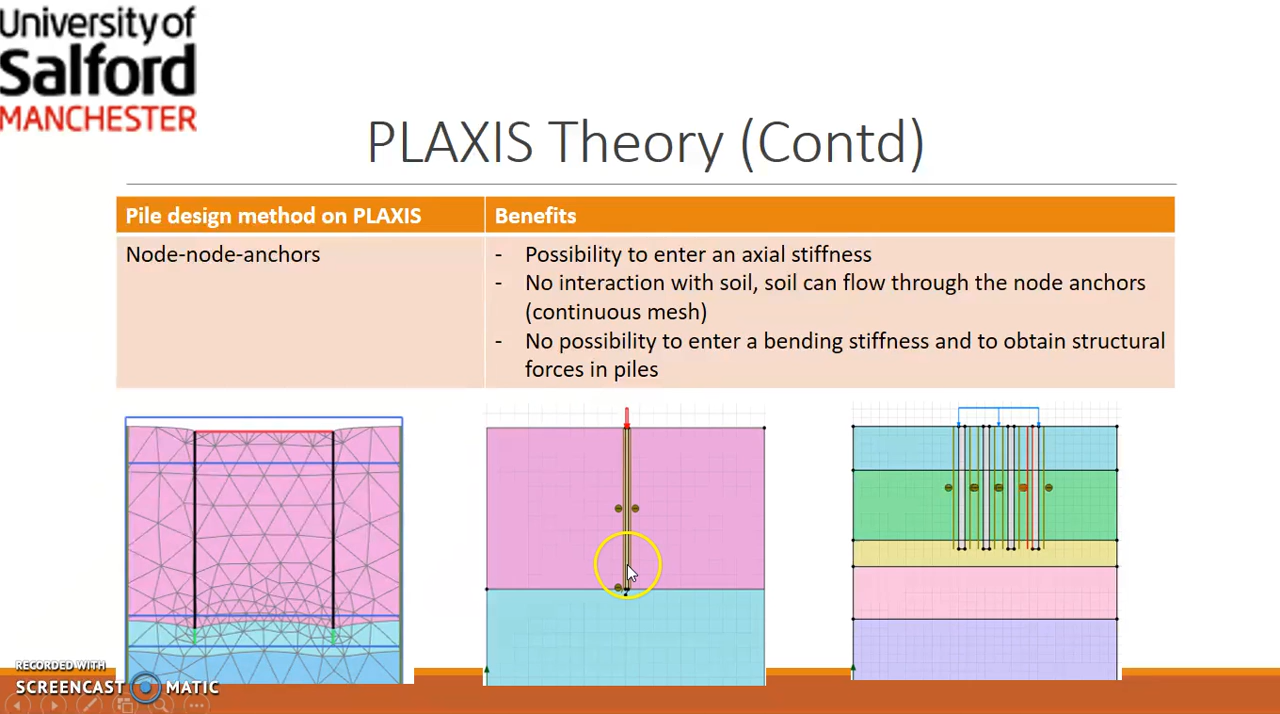 University of
Salford
MANCHESTER
PLAXIS Theory (Contd)
Pile design method on PLAXIS
Benefits
Node-node-anchors
- Possibility to enter an axial stiffness
- No interaction with soil, soil can flow through the node anchors
(continuous mesh)
- No possibility to enter a bending stiffness and to obtain structural
forces in piles
RECORDED WITH
SCREENCAST MATIC